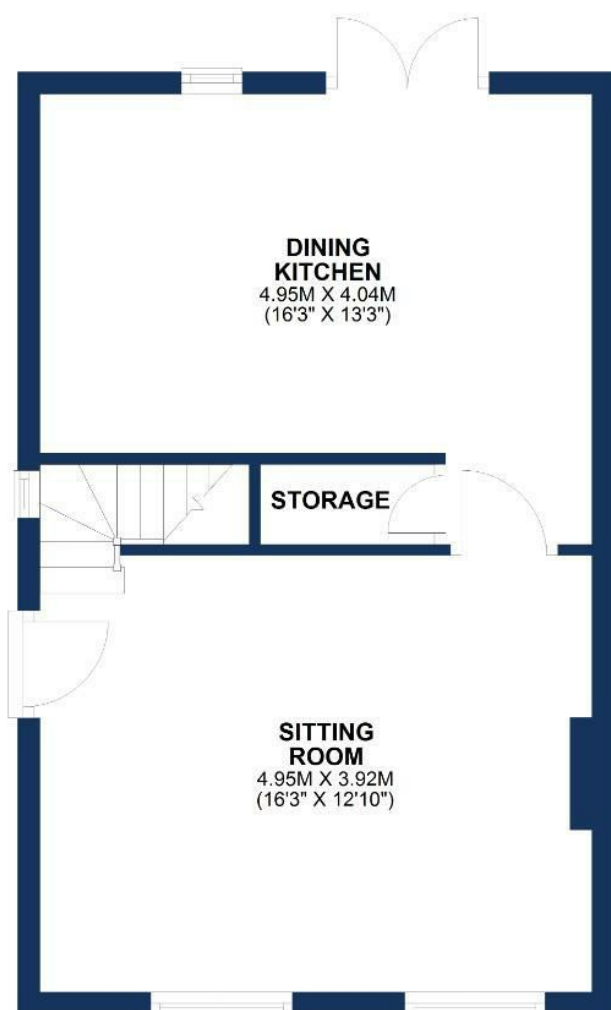 DINING
KITCHEN
4.95M X 4.04M
(16'3" X 13'3")
STORAGE
SITTING
ROOM
4.95M X 3.92M
(16'3" X 12'10")